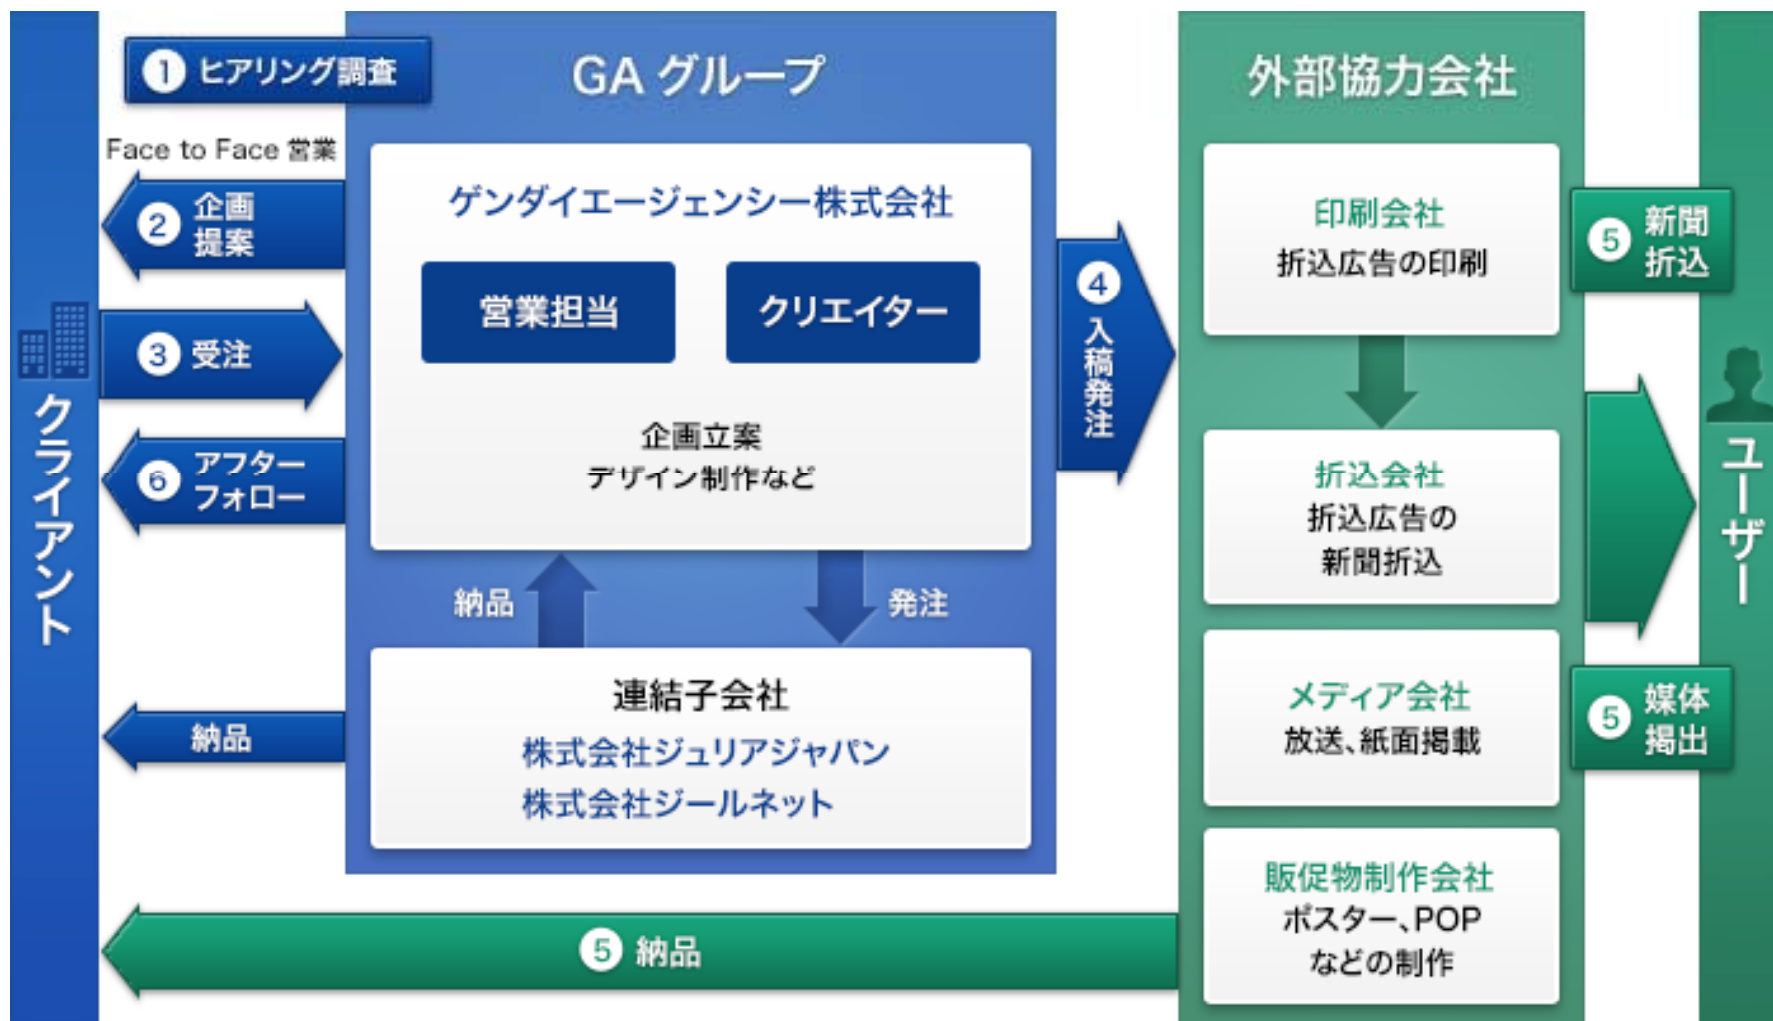 ① ヒアリング調査
Face to Face 営業
② 企画
提案
③ 受注
⑥ アフター
フォロー
納品
クライアント
GA グループ
ゲンダイエージェンシー株式会社
営業担当
クリエイター
企画立案
デザイン制作など
納品
発注
連結子会社
株式会社ジュリアジャパン
株式会社ジールネット
④ 入稿発注
外部協力会社
印刷会社
折込広告の印刷
折込会社
折込広告の
新聞折込
メディア会社
放送、紙面掲載
販促物制作会社
ポスター、POP
などの制作
⑤ 新聞
折込
⑤ 媒体
掲出
⑤ 納品
ユーザー